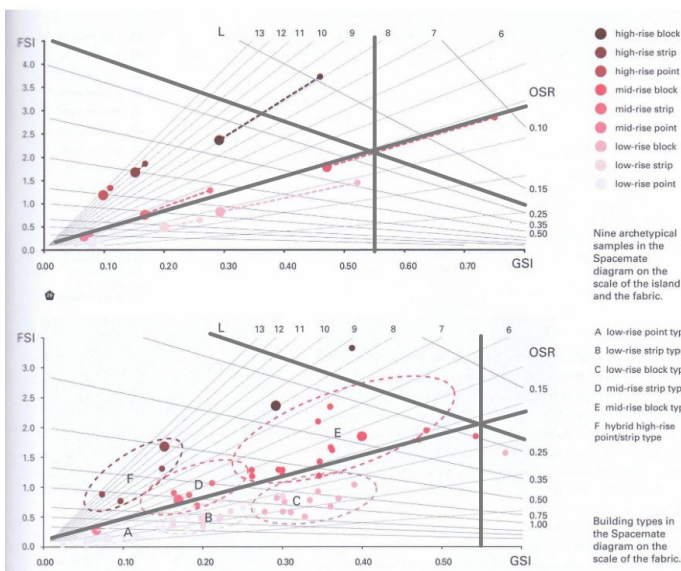 FSI
L 13 12 11 10 9 8 7 6
4.0
3.5
3.0
2.5
2.0
1.5
1.0
0.5
0.0
OSR
0.10
0.15
0.25
0.35
0.50
0.00 0.10 0.20 0.30 0.40 0.50 0.60 0.70 GSI
high-rise block
high-rise strip
high-rise point
mid-rise block
mid-rise strip
mid-rise point
low-rise block
low-rise strip
low-rise point
Nine archetypical
samples in the
Spacemate
diagram on the
scale of the island
and the fabric.
FSI
L 13 12 11 10 9 8 7 6
3.0
2.5
2.0
1.5
1.0
0.5
0.0
OSR
0.15
0.25
0.35
0.50
0.75
1.00
F
D
E
A
B
C
0.00 0.10 0.20 0.30 0.40 0.50 GSI
A low-rise point
B low-rise strip
C low-rise block
D mid-rise strip
E mid-rise block
F hybrid high-rise
point/strip type
Building types in
the Spacemate
diagram on the
scale of the fabric.